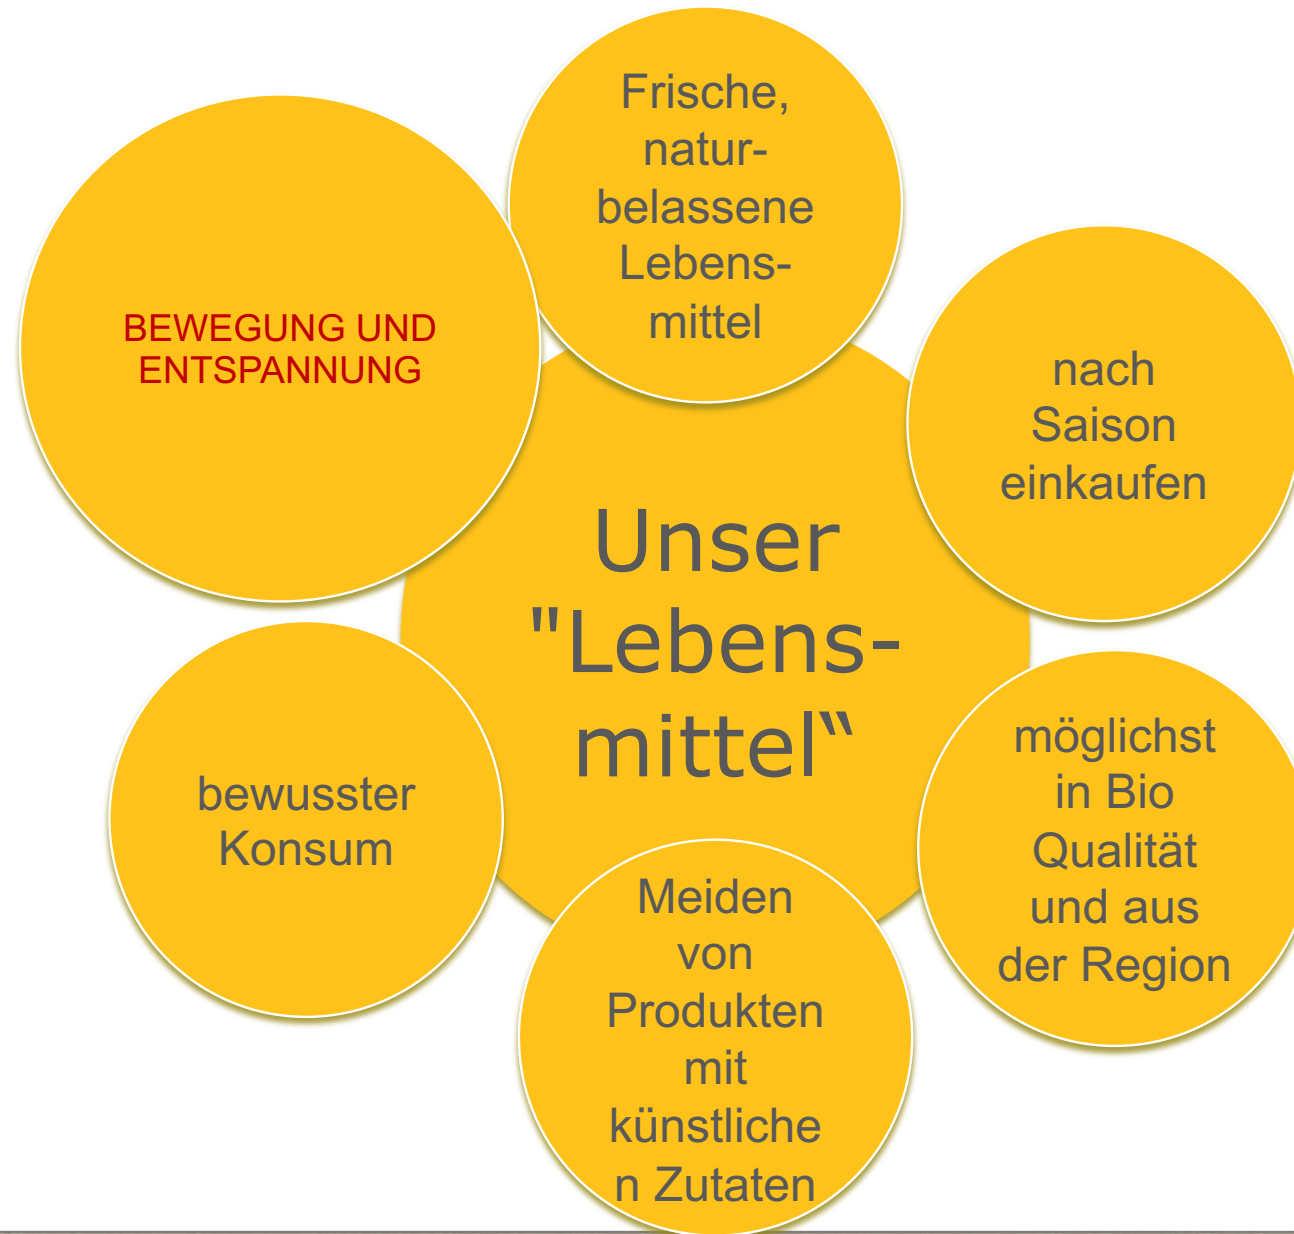 Frische,
natur-
belassene
Lebens-
mittel
nach
Saison
einkaufen
möglichst
in Bio
Qualität
und aus
der Region
Meiden
von
Produkten
mit
künstliche
n Zutaten
bewusster
Konsum
BEWEGUNG UND
ENTSPANNUNG
Unser
"Lebens-
mittel“